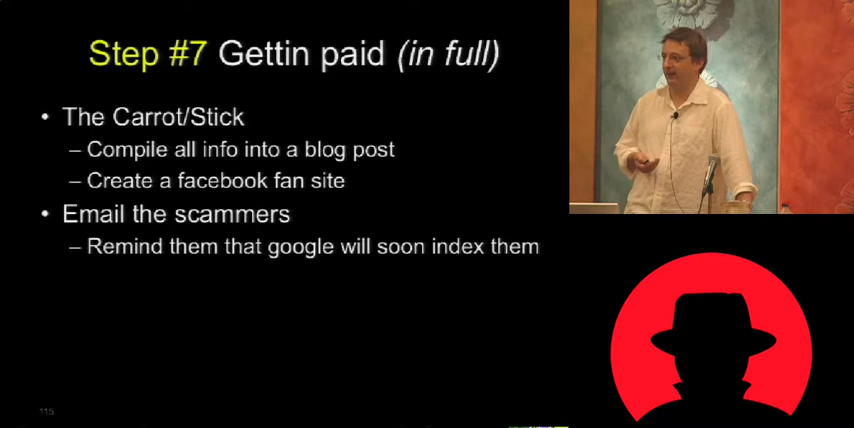 Step #7 Gettin paid (in full)
• The Carrot/Stick
– Compile all info into a blog post
– Create a facebook fan site
• Email the scammers
– Remind them that google will soon index them
115